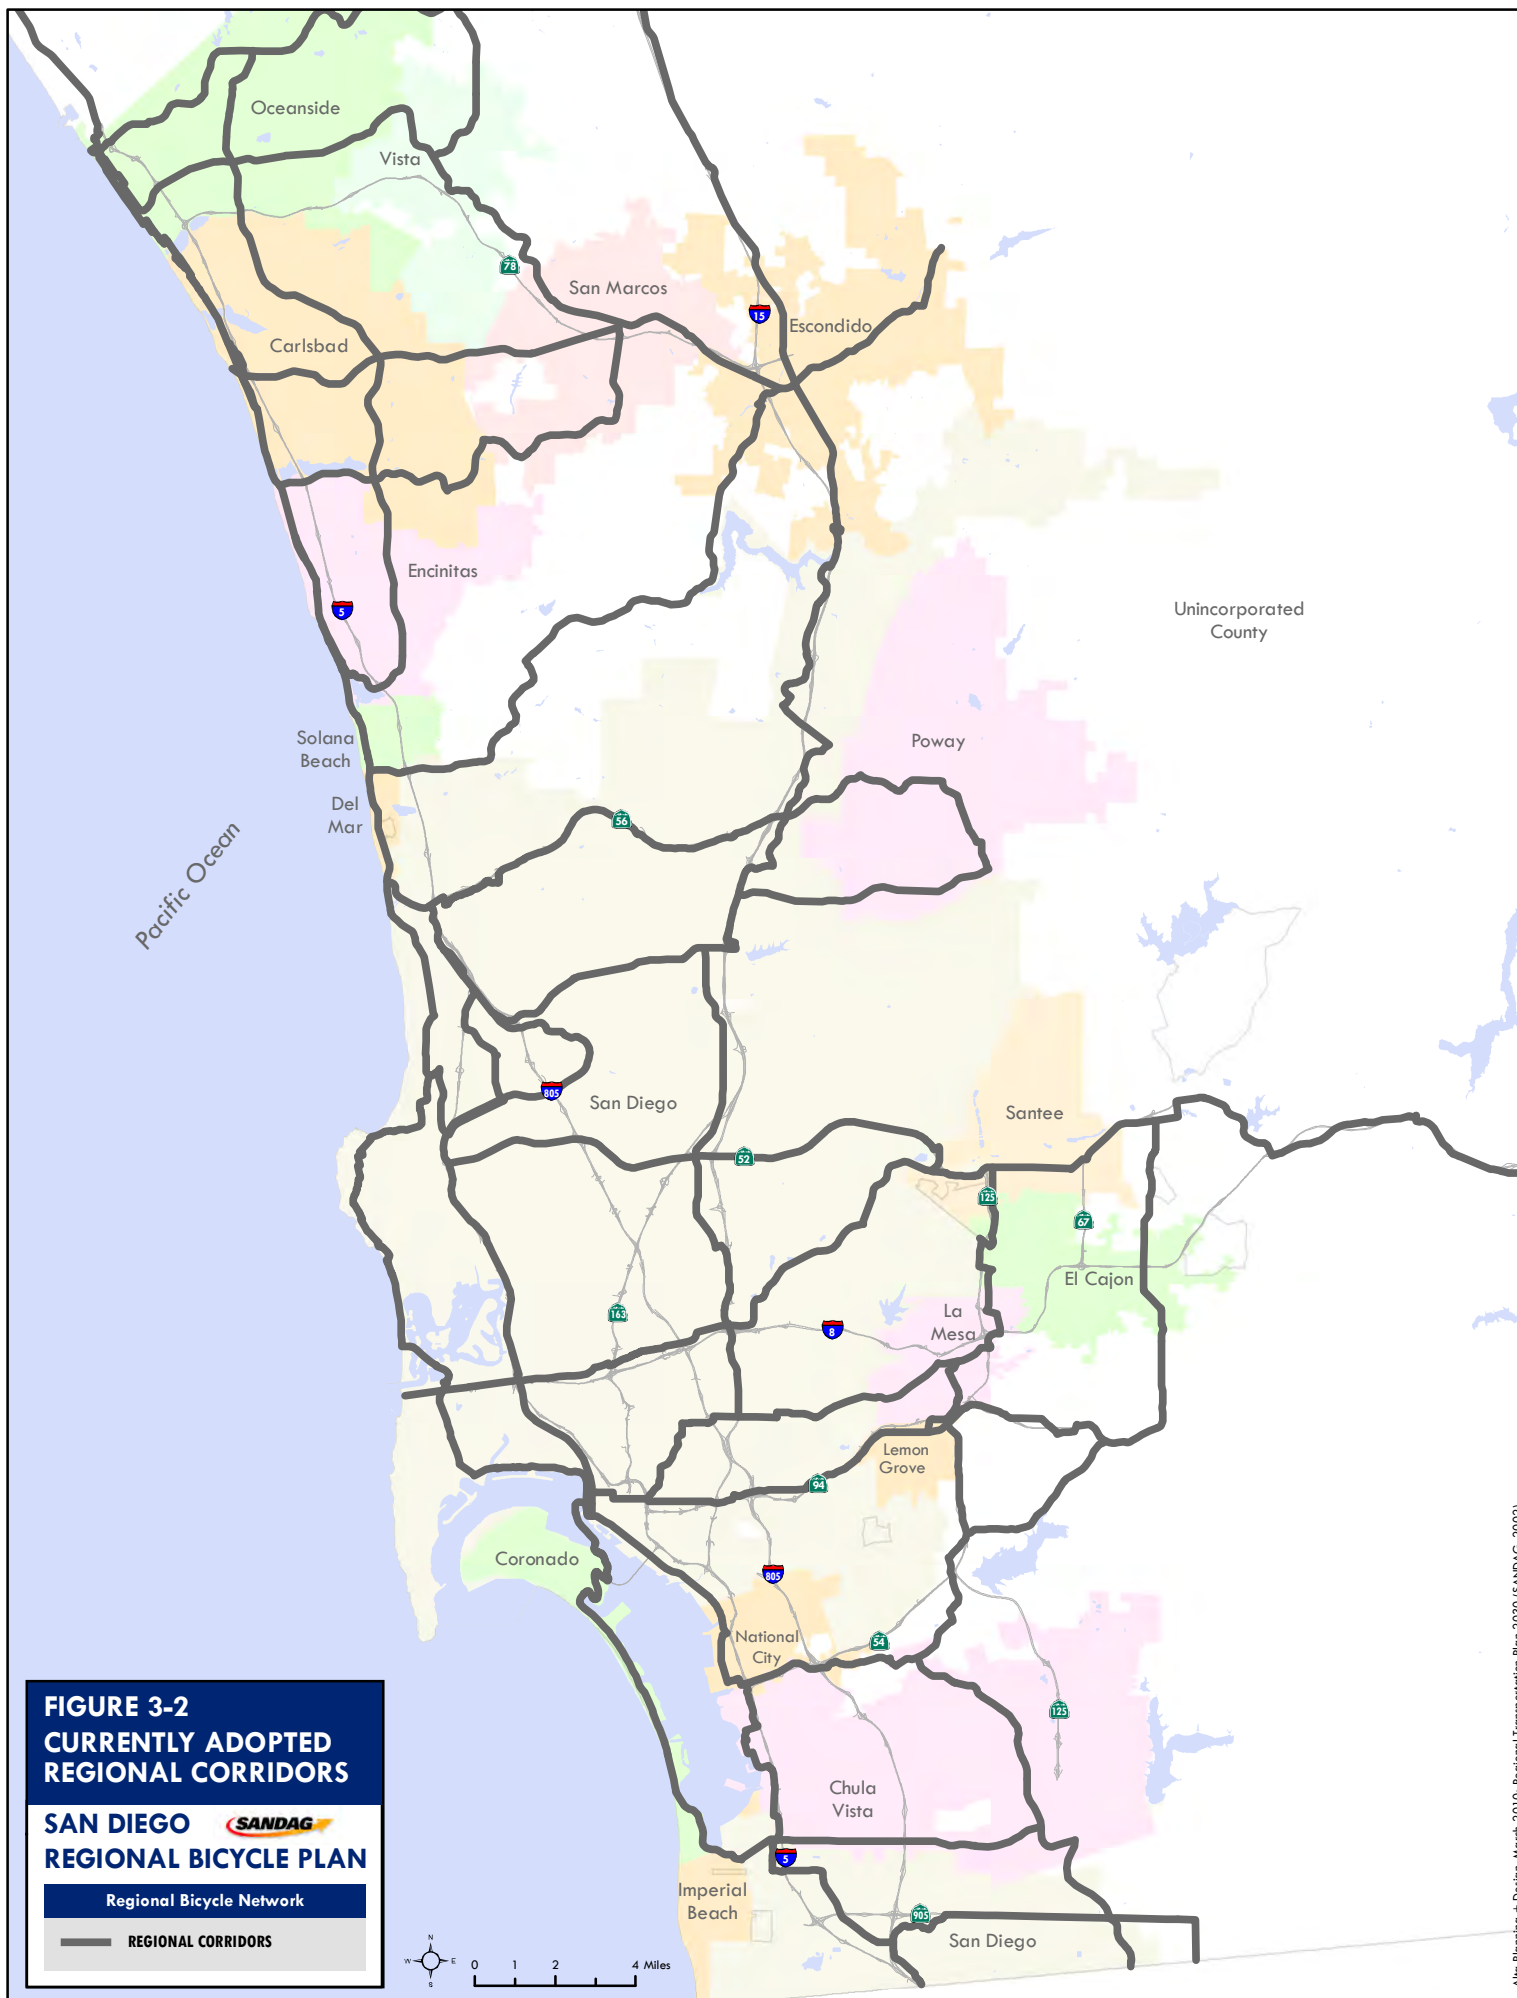 Oceanside
Vista
78
San Marcos
15
Escondido
Carlsbad
Encinitas
5
Unincorporated
County
Solana
Beach
Poway
Del
Mar
56
Pacific Ocean
805
San Diego
Santee
52
125
67
El Cajon
163
La
Mesa
8
Lemon
Grove
94
Coronado
805
National
City
54
125
Chula
Vista
5
Imperial
Beach
905
San Diego
FIGURE 3-2
CURRENTLY ADOPTED
REGIONAL CORRIDORS
SAN DIEGO SANDAG
REGIONAL BICYCLE PLAN
Regional Bicycle Network
REGIONAL CORRIDORS
N
W E
S
0 1 2 4 Miles